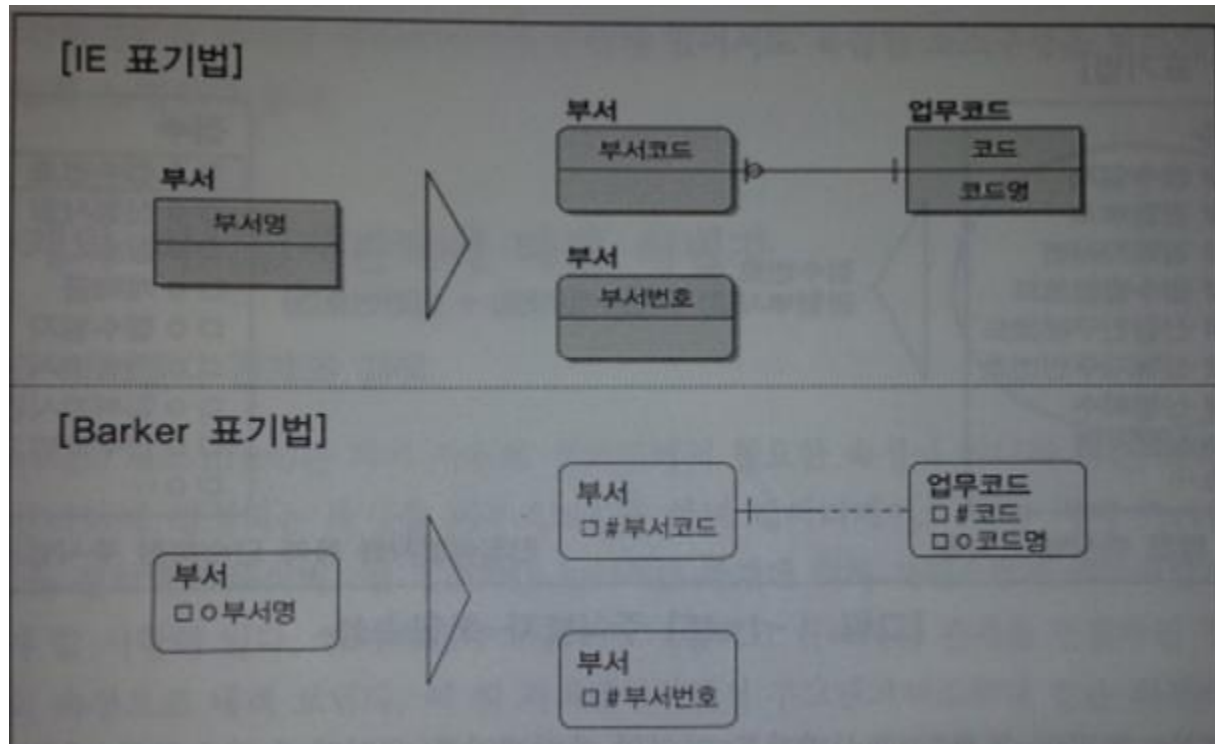 [IE 표기법]
부서
부서명
부서
부서코드
업무코드
코드
코드명
부서
부서번호
[Barker 표기법]
부서
□ㅇ부서명
부서
□#부서코드
업무코드
□#코드
□ㅇ코드명
부서
□#부서번호